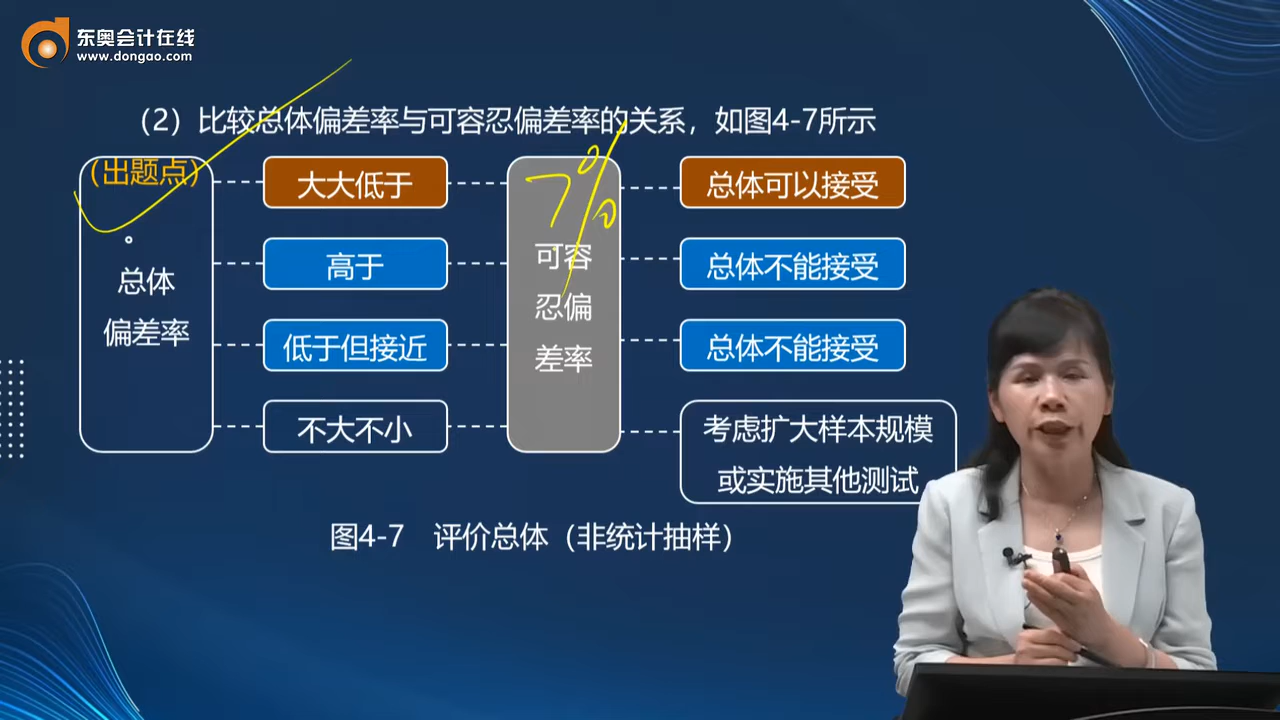 东奥会计在线
www.dongao.com
（2）比较总体偏差率与可容忍偏差率的关系，如图4-7所示
（出题点）
。
总体
偏差率
大大低于
高于
低于但接近
不大不小
7%
可容
忍偏
差率
总体可以接受
总体不能接受
总体不能接受
考虑扩大样本规模
或实施其他测试
图4-7 评价总体（非统计抽样）